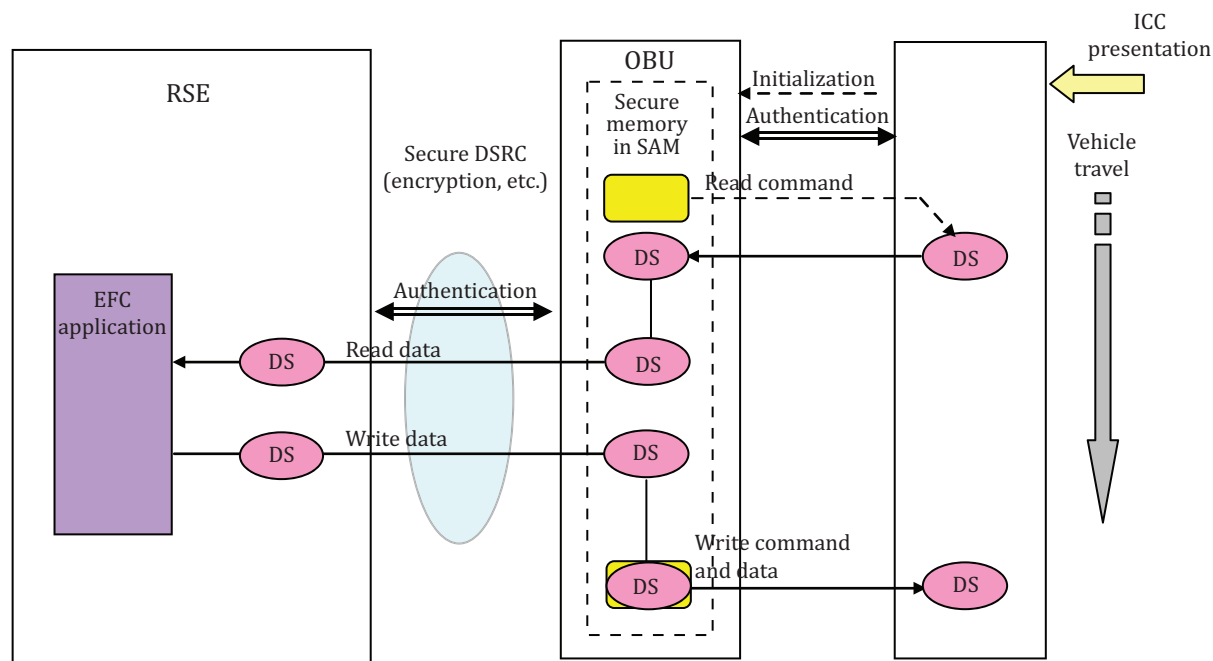 RSE
EFC
application
DS
DS
Secure DSRC
(encryption, etc.)
Authentication
Read data
Write data
OBU
Secure
memory
in SAM
DS
DS
DS
DS
Initialization
Authentication
Read command
Write command
and data
DS
DS
ICC
presentation
Vehicle
travel